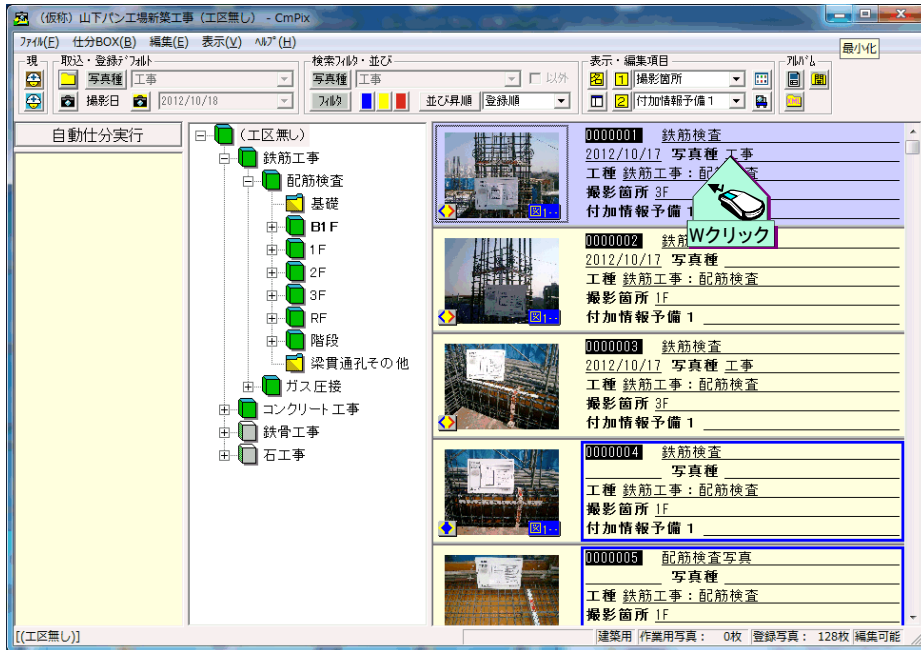 (仮称) 山下パン工場新築工事 (工区無し) - CmPix
ﾌｧｲﾙ(F) 仕分BOX(B) 編集(E) 表示(V) ﾍﾙﾌﾟ(H)
最小化
現 取込・登録ﾃﾞﾌｫﾙﾄ 検索ﾌｨﾙﾀ・並び 表示・編集項目 ｱﾙﾊﾞﾑ
写真種 工事 写真種 工事 以外 名 1 撮影箇所
撮影日 2012/10/18 ﾌｨﾙﾀ 並び昇順 登録順 2 付加情報予備1 XML
自動仕分実行
(工区無し)
鉄筋工事
配筋検査
基礎
B1F
1F
2F
3F
RF
階段
梁貫通孔その他
ガス圧接
コンクリート工事
鉄骨工事
石工事
0000001 鉄筋検査
2012/10/17 写真種 工事
工種 鉄筋工事:配筋検査
撮影箇所 3F
付加情報予備1
図1··
Wクリック
0000002 鉄筋
2012/10/17 写真種
工種 鉄筋工事:配筋検査
撮影箇所 1F
付加情報予備1
図1··
0000003 鉄筋検査
2012/10/17 写真種 工事
工種 鉄筋工事:配筋検査
撮影箇所 3F
付加情報予備1
0000004 鉄筋検査
写真種
工種 鉄筋工事:配筋検査
撮影箇所 1F
付加情報予備1
図1··
0000005 配筋検査写真
写真種
工種 鉄筋工事:配筋検査
撮影箇所 1F
[(工区無し)] 建築用 作業用写真: 0枚 登録写真: 128枚 編集可能